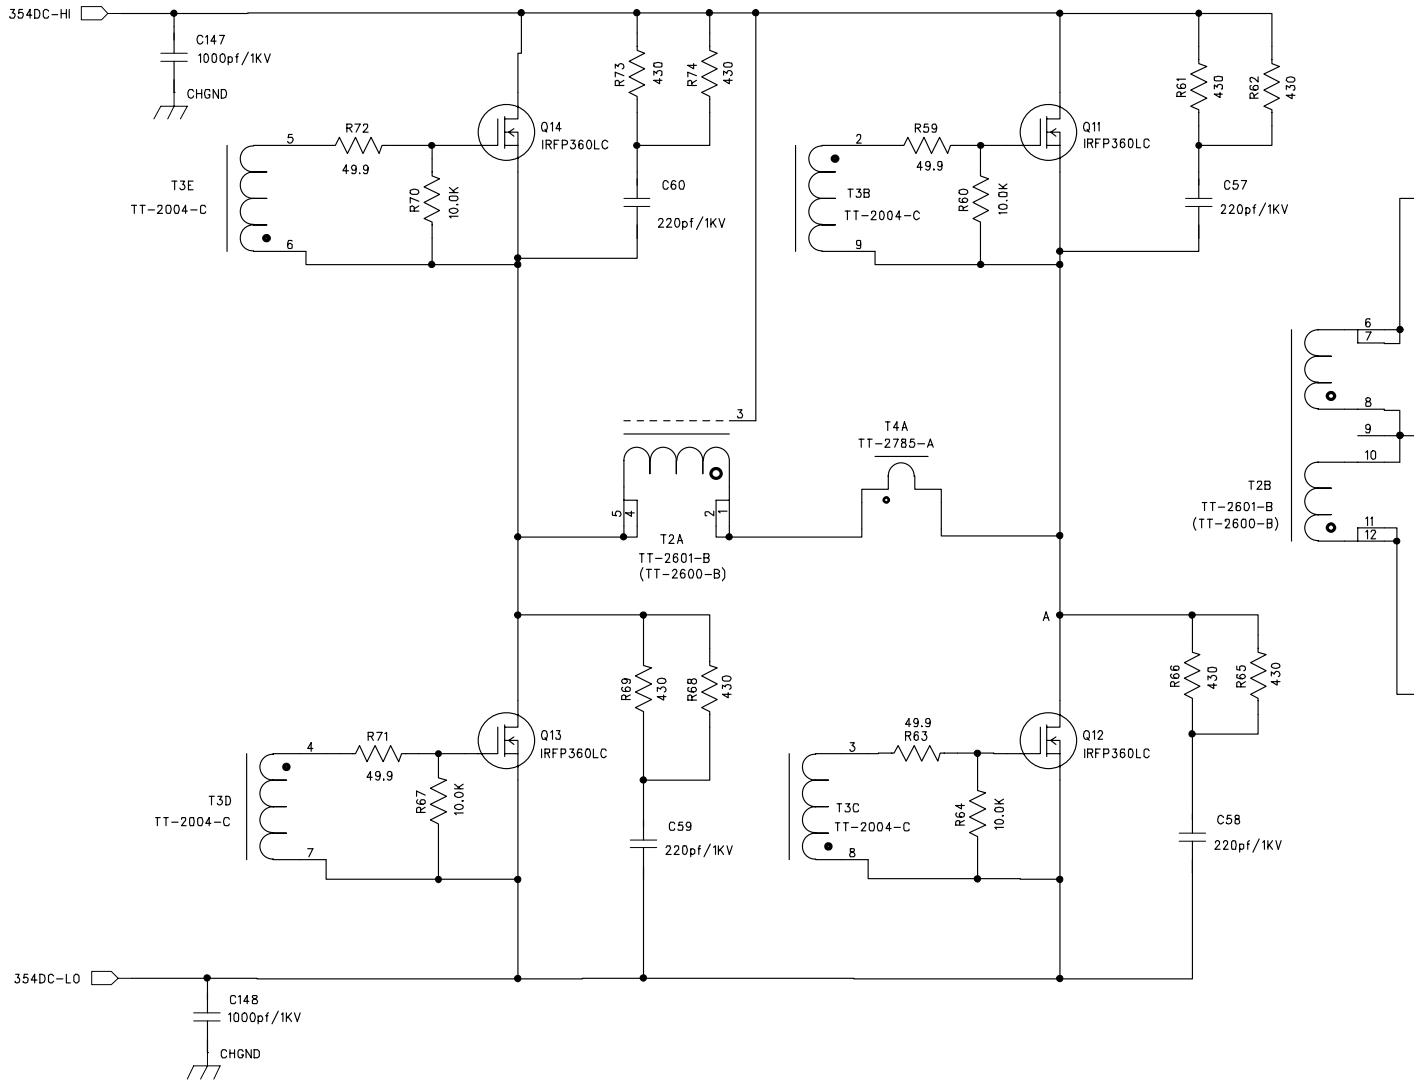 354DC-HI
C147
1000pf/1KV
CHGND
R73
430
R74
430
R61
430
R62
430
5
R72
49.9
Q14
IRFP360LC
T3E
TT-2004-C
R70
10.0K
6
C60
220pf/1KV
2
R59
49.9
Q11
IRFP360LC
T3B
TT-2004-C
R60
10.0K
9
C57
220pf/1KV
3
T4A
TT-2785-A
5
4
2
1
T2A
TT-2601-B
(TT-2600-B)
6
7
8
9
10
11
12
T2B
TT-2601-B
(TT-2600-B)
A
R69
430
R68
430
R66
430
R65
430
4
R71
49.9
Q13
IRFP360LC
T3D
TT-2004-C
R67
10.0K
7
C59
220pf/1KV
3
49.9
R63
Q12
IRFP360LC
T3C
TT-2004-C
R64
10.0K
8
C58
220pf/1KV
354DC-LO
C148
1000pf/1KV
CHGND